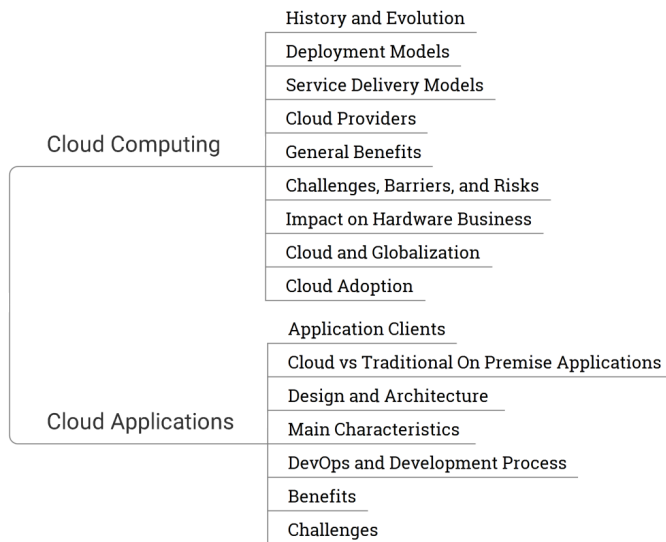 History and Evolution
Deployment Models
Service Delivery Models
Cloud Providers
Cloud Computing
General Benefits
Challenges, Barriers, and Risks
Impact on Hardware Business
Cloud and Globalization
Cloud Adoption
Application Clients
Cloud vs Traditional On Premise Applications
Design and Architecture
Cloud Applications
Main Characteristics
DevOps and Development Process
Benefits
Challenges